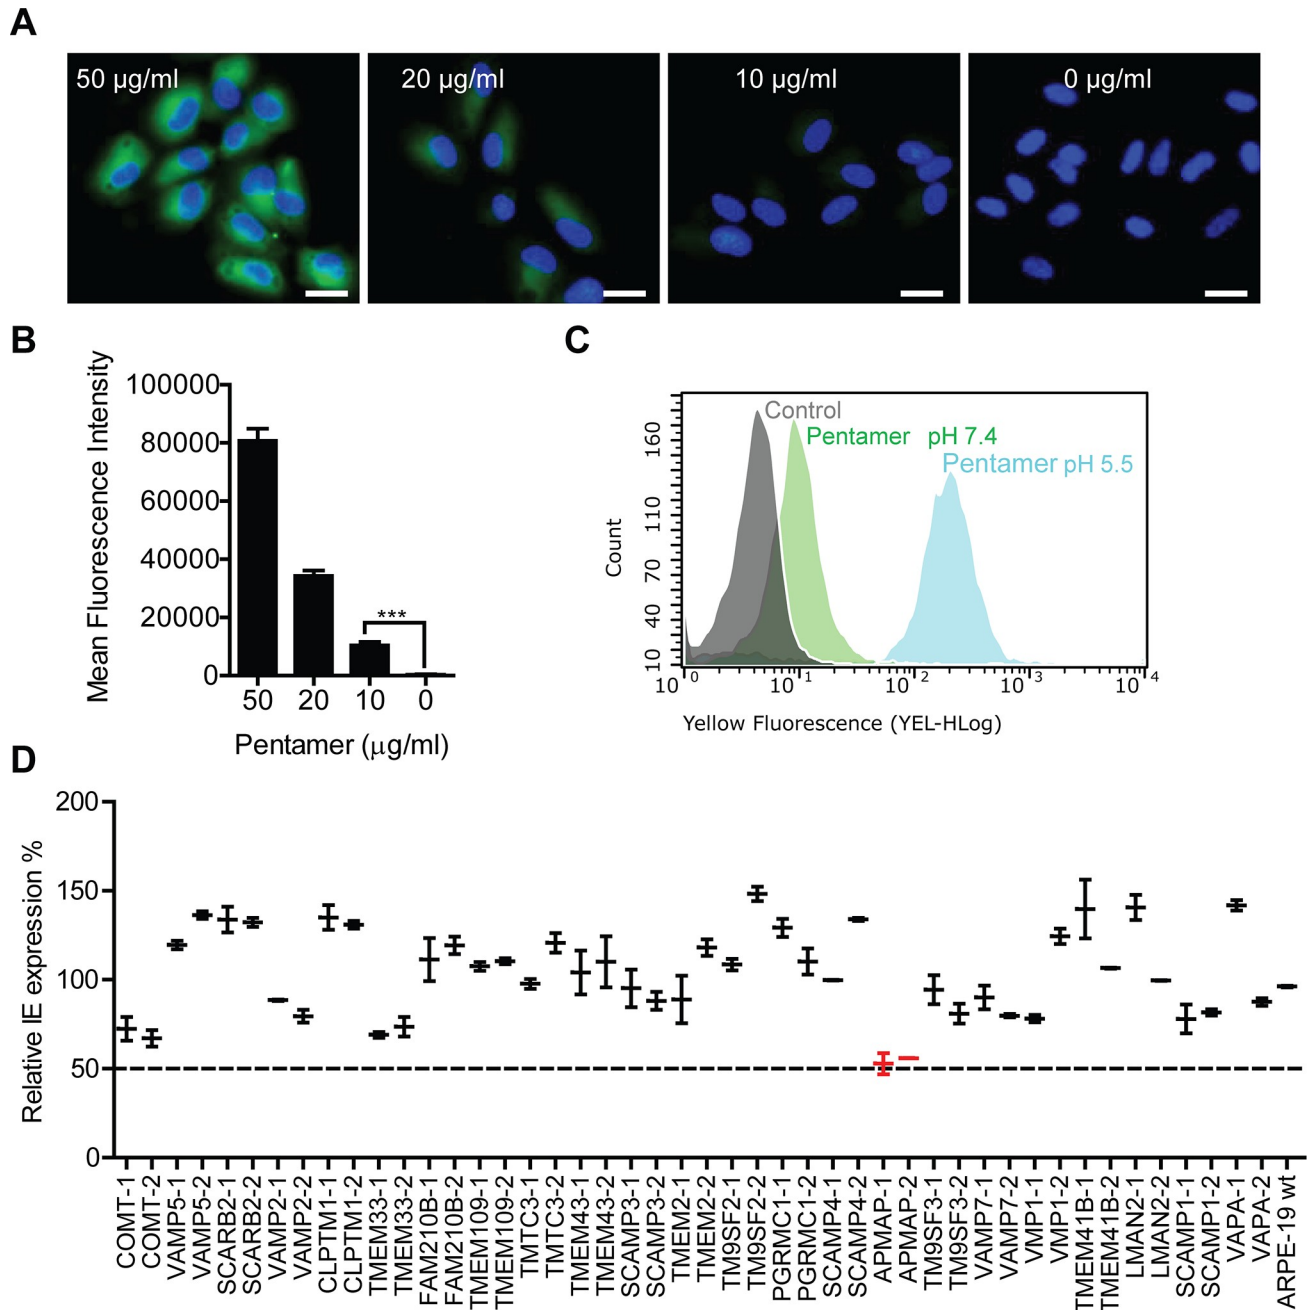 A
50 µg/ml
20 µg/ml
10 µg/ml
0 µg/ml
B
Mean Fluorescence Intensity
100000
80000
60000
40000
20000
0
***
50 20 10 0
Pentamer (µg/ml)
C
Count
160
110
70
40
10
Control
Pentamer pH 7.4
Pentamer pH 5.5
10 0 10 1 10 2 10 3 10 4
Yellow Fluorescence (YEL-HLog)
D
Relative IE expression %
200
150
100
50
0
COMT-1
COMT-2
VAMP5-1
VAMP5-2
SCARB2-1
SCARB2-2
VAMP2-1
VAMP2-2
CLPTM1-1
CLPTM1-2
TMEM33-1
TMEM33-2
FAM210B-1
FAM210B-2
TMEM109-1
TMEM109-2
TMTC3-1
TMTC3-2
TMEM43-1
TMEM43-2
SCAMP3-1
SCAMP3-2
TMEM2-1
TMEM2-2
TM9SF2-1
TM9SF2-2
PGRMC1-1
PGRMC1-2
SCAMP4-1
SCAMP4-2
APMAP-1
APMAP-2
TM9SF3-1
TM9SF3-2
VAMP7-1
VAMP7-2
VMP1-1
VMP1-2
TMEM41B-1
TMEM41B-2
LMAN2-1
LMAN2-2
SCAMP1-1
SCAMP1-2
VAPA-1
VAPA-2
ARPE-19 wt